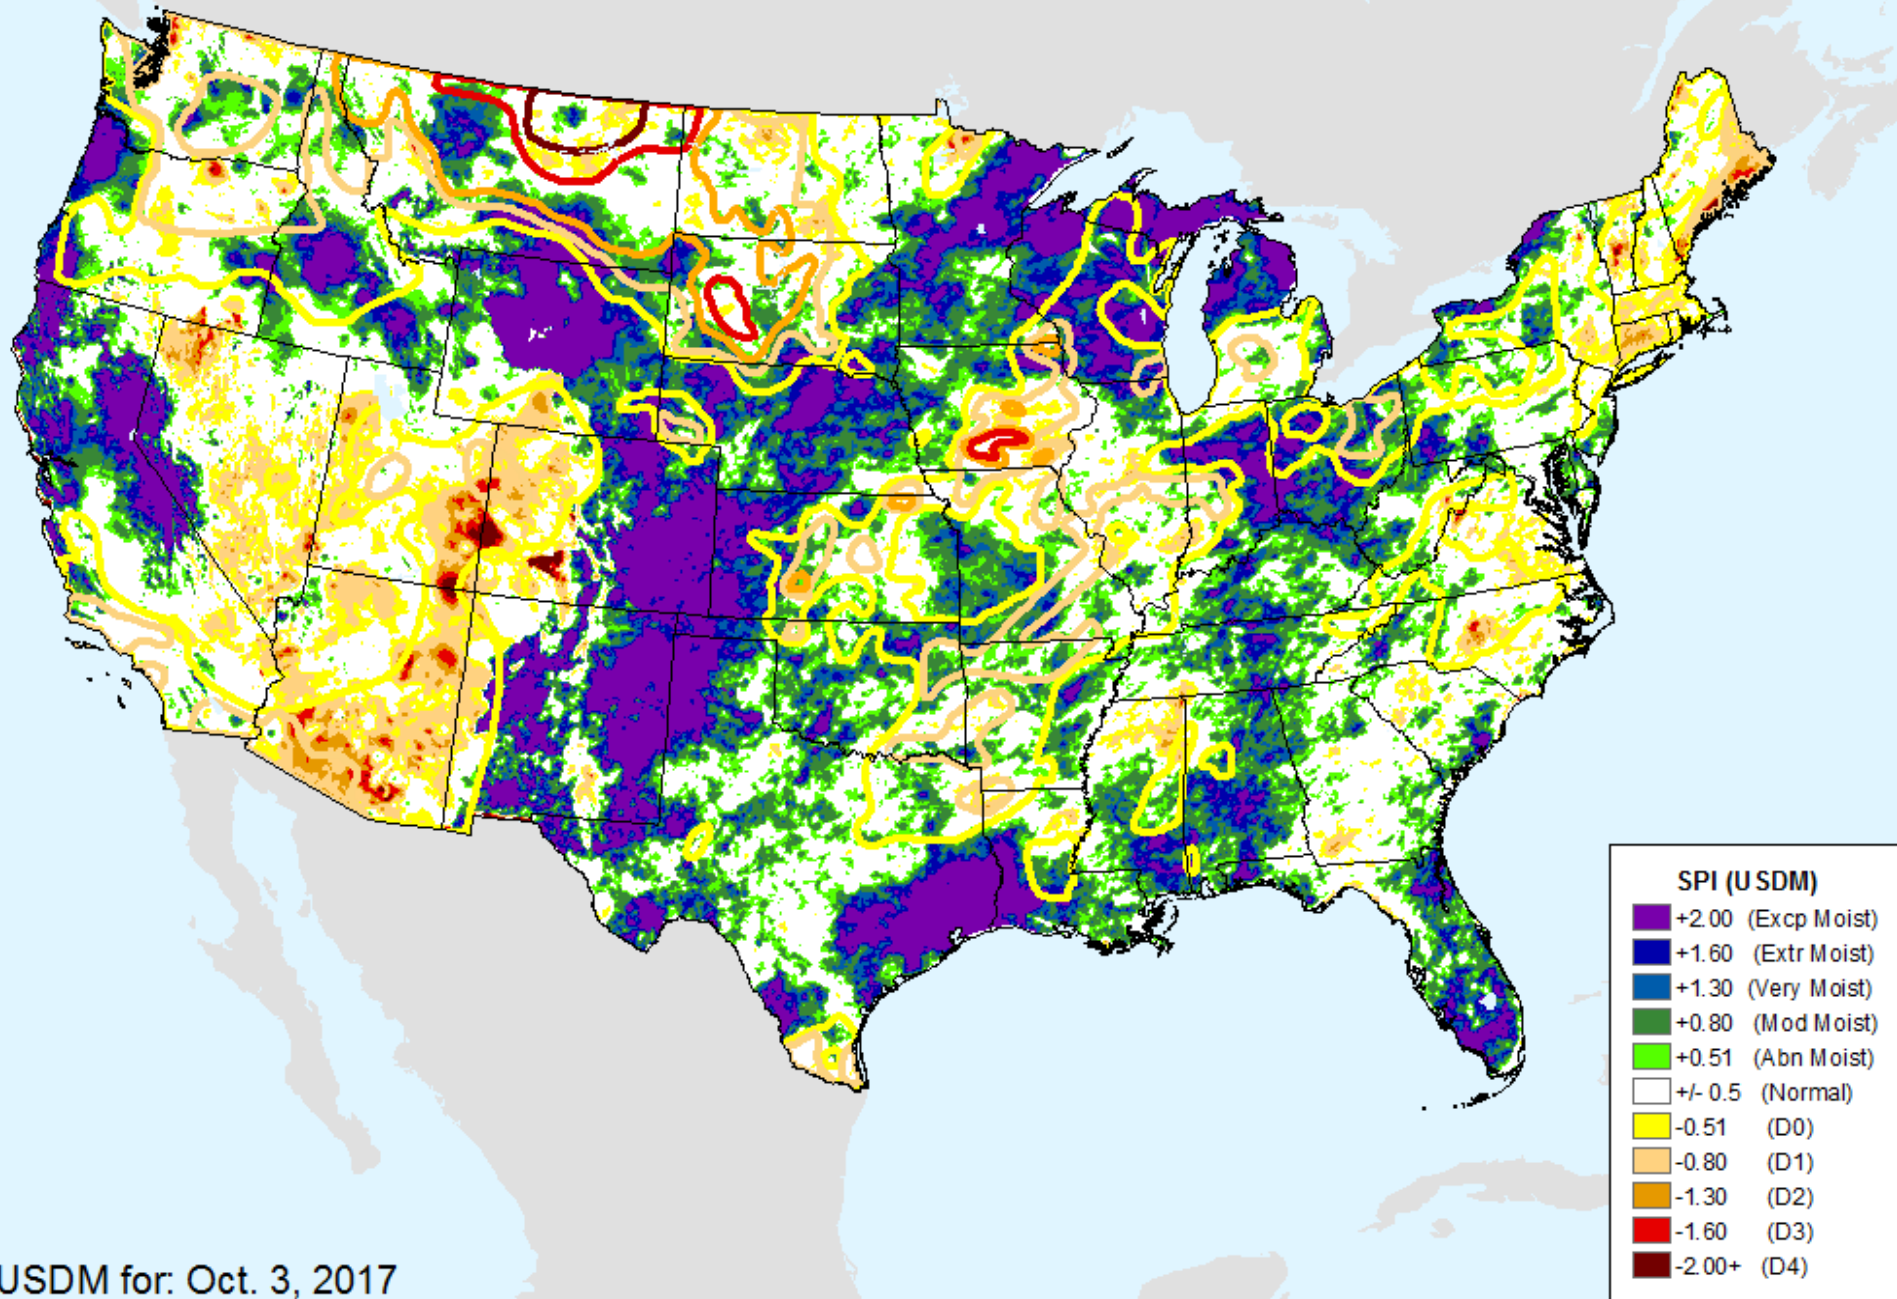 SPI (USDM)
+2.00 (Excp Moist)
+1.60 (Extr Moist)
+1.30 (Very Moist)
+0.80 (Mod Moist)
+0.51 (Abn Moist)
+/- 0.5 (Normal)
-0.51 (D0)
-0.80 (D1)
-1.30 (D2)
-1.60 (D3)
-2.00+ (D4)
USDM for: Oct. 3, 2017